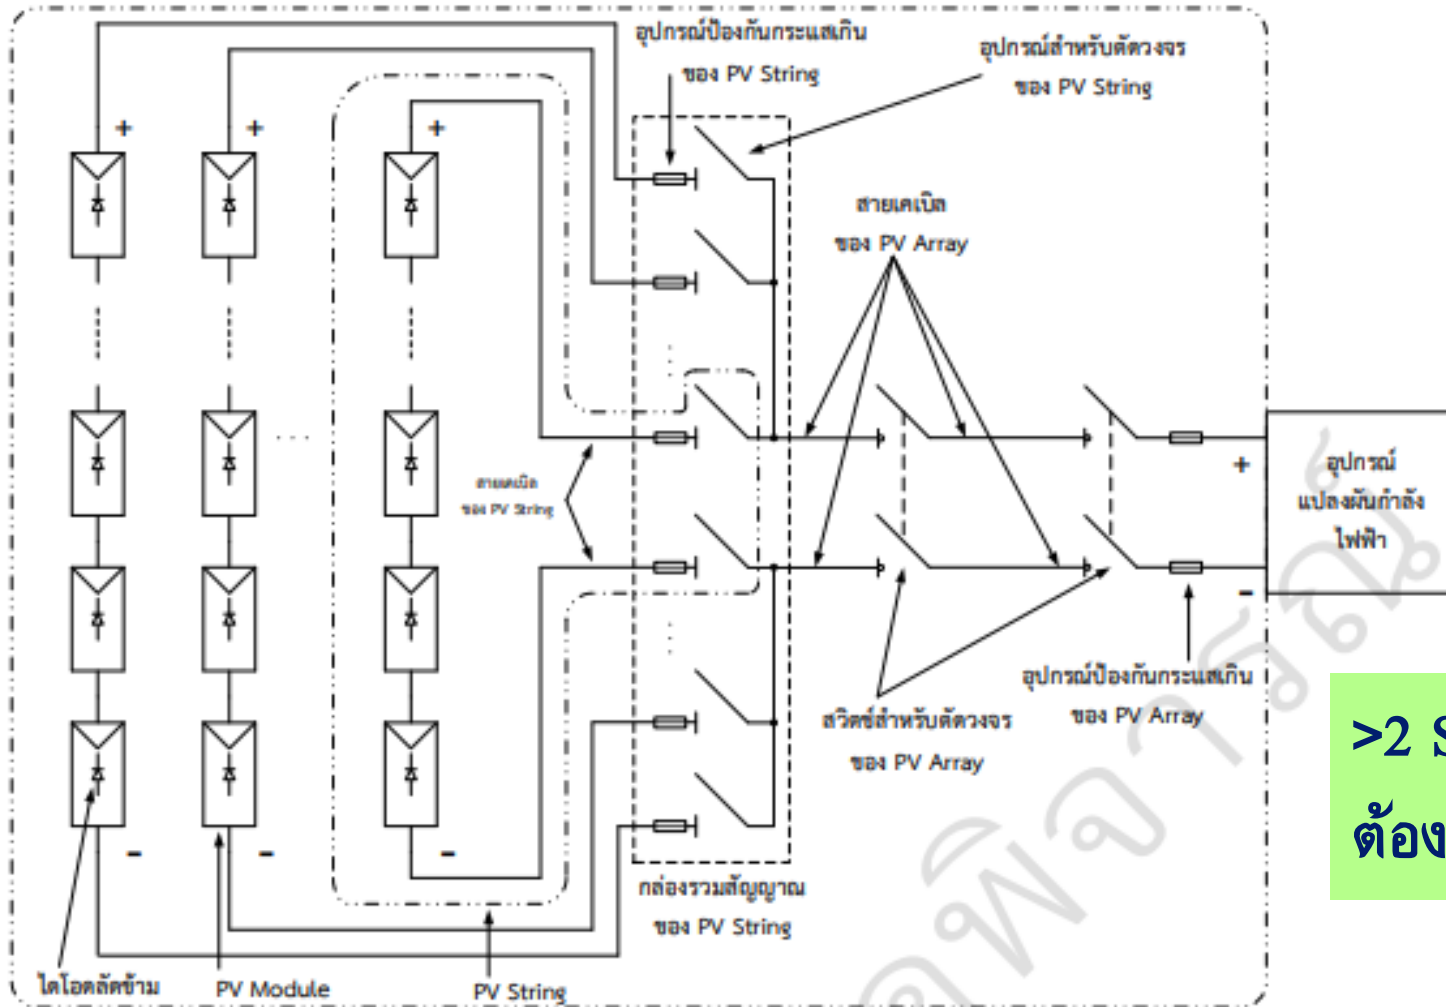 อุปกรณ์ป้องกันกระแสเกิน
ของ PV String
อุปกรณ์สำหรับตัดวงจร
ของ PV String
+
+
+
สายเคเบิล
ของ PV Array
สายเคเบิล
ของ PV String
+
-
อุปกรณ์
แปลงผันกำลัง
ไฟฟ้า
อุปกรณ์ป้องกันกระแสเกิน
ของ PV Array
สวิตช์สำหรับตัดวงจร
ของ PV Array
>2 S
ต้อง
-
-
-
กล่องรวมสัญญาณ
ของ PV String
ไดโอดลัดข้าม
PV Module
PV String